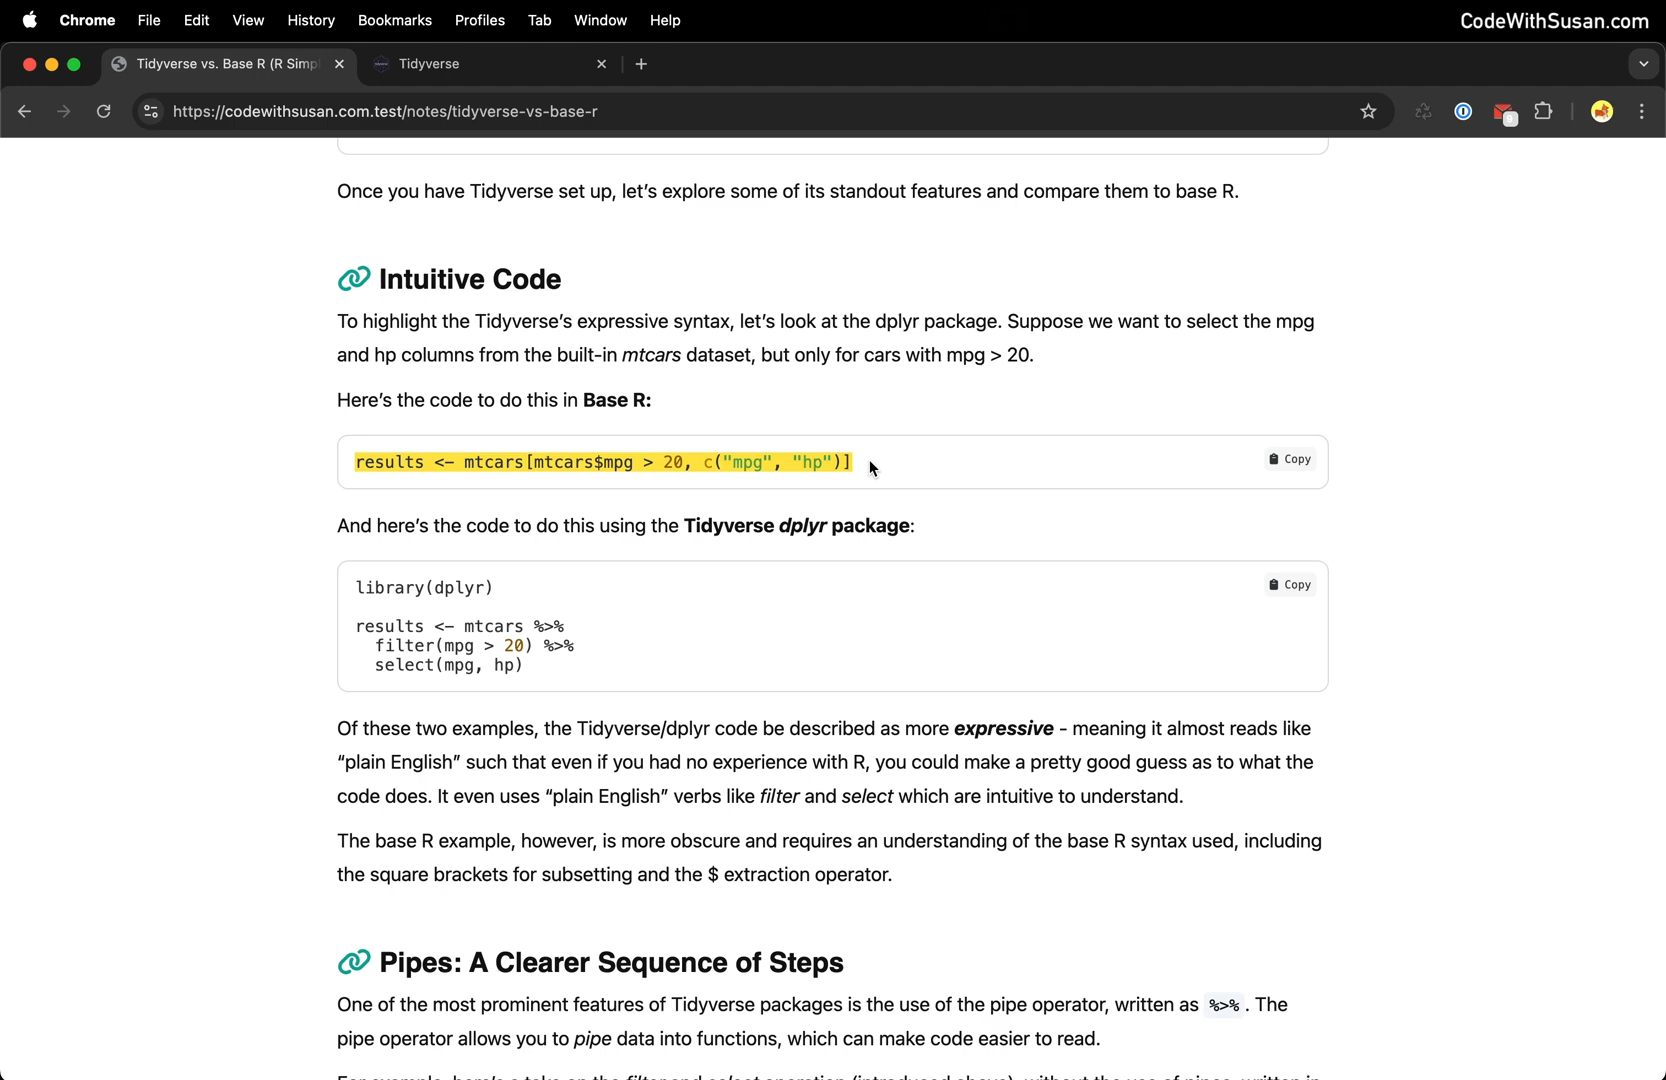 Chrome File Edit View History Bookmarks Profiles Tab Window Help
CodeWithSusan.com
Tidyverse vs. Base R (R Simpl
Tidyverse
https://codewithsusan.com.test/notes/tidyverse-vs-base-r
9
Once you have Tidyverse set up, let’s explore some of its standout features and compare them to base R.
Intuitive Code
To highlight the Tidyverse’s expressive syntax, let’s look at the dplyr package. Suppose we want to select the mpg
and hp columns from the built-in mtcars dataset, but only for cars with mpg > 20.
Here’s the code to do this in Base R:
results <- mtcars[mtcars$mpg > 20, c("mpg", "hp")]
Copy
And here’s the code to do this using the Tidyverse dplyr package:
library(dplyr)
Copy
results <- mtcars %>%
filter(mpg > 20) %>%
select(mpg, hp)
Of these two examples, the Tidyverse/dplyr code be described as more expressive - meaning it almost reads like
“plain English” such that even if you had no experience with R, you could make a pretty good guess as to what the
code does. It even uses “plain English” verbs like filter and select which are intuitive to understand.
The base R example, however, is more obscure and requires an understanding of the base R syntax used, including
the square brackets for subsetting and the $ extraction operator.
Pipes: A Clearer Sequence of Steps
One of the most prominent features of Tidyverse packages is the use of the pipe operator, written as %>%. The
pipe operator allows you to pipe data into functions, which can make code easier to read.